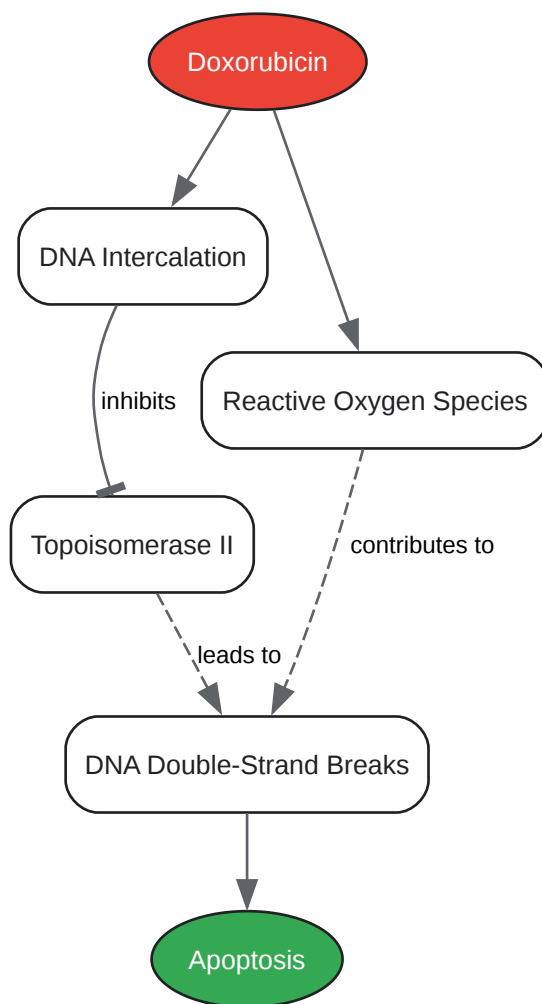 Doxorubicin
DNA Intercalation
Reactive Oxygen Species
inhibits
Topoisomerase II
contributes to
leads to
DNA Double-Strand Breaks
Apoptosis